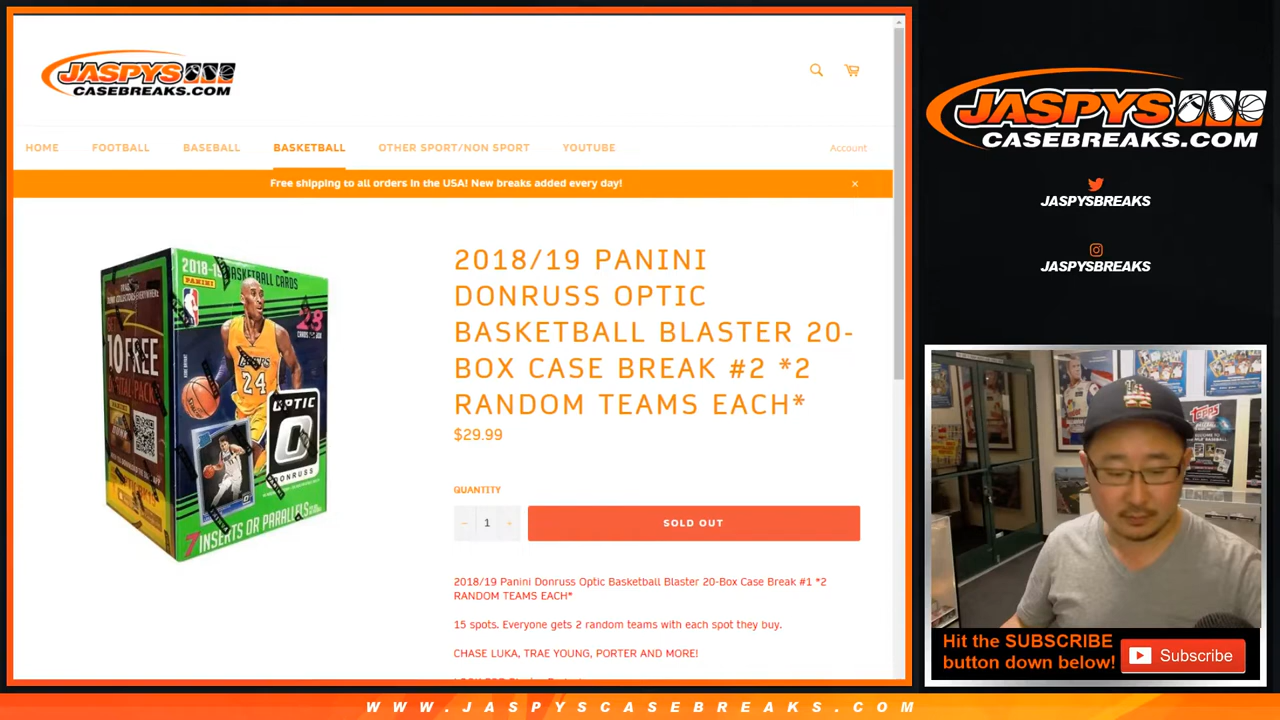 JASPYS
CASEBREAKS.COM
HOME FOOTBALL BASEBALL BASKETBALL OTHER SPORT/NON SPORT YOUTUBE Account
Free shipping to all orders in the USA! New breaks added every day! ×
2018/19 PANINI
DONRUSS OPTIC
BASKETBALL BLASTER 20-
BOX CASE BREAK #2 *2
RANDOM TEAMS EACH*
$29.99
QUANTITY
− 1 + SOLD OUT
2018/19 Panini Donruss Optic Basketball Blaster 20-Box Case Break #1 *2
RANDOM TEAMS EACH*
15 spots. Everyone gets 2 random teams with each spot they buy.
CHASE LUKA, TRAE YOUNG, PORTER AND MORE!
2018-19 BASKETBALL CARDS
PANINI
28
10 FREE
LAKERS
24
OPTIC
DONRUSS
7 INSERTS OR PARALLELS
JASPYS
CASEBREAKS.COM
JASPYSBREAKS
JASPYSBREAKS
Topps
Hit the SUBSCRIBE
button down below!
Subscribe
WWW.JASPYSCASEBREAKS.COM